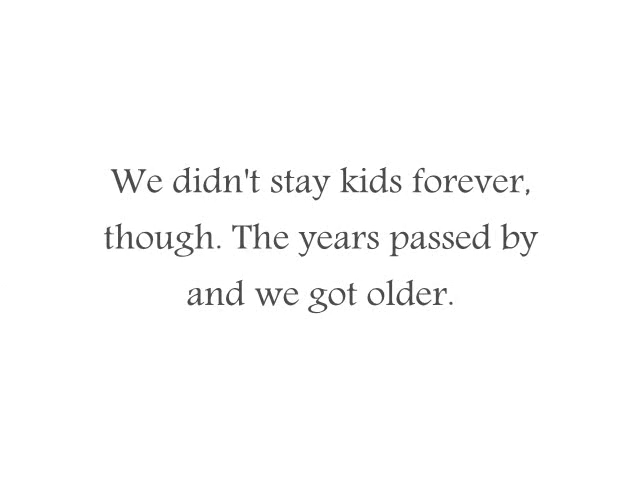 We didn't stay kids forever,
though. The years passed by
and we got older.